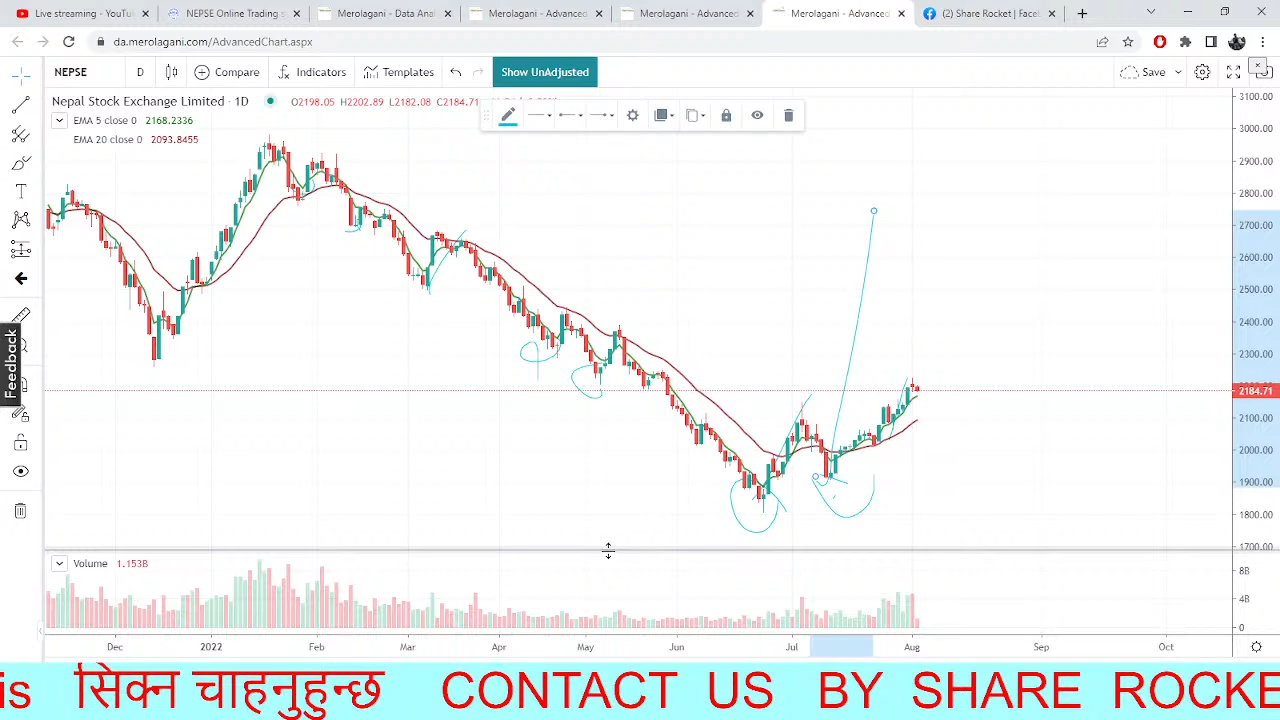 Live streaming - YouTu
NEPSE Online Trading s
Merolagani - Data Anal
Merolagani - Advanced
Merolagani - Advanced
Merolagani - Advanced
(2) Share Rocket | Face
da.merolagani.com/AdvancedChart.aspx
NEPSE D Compare Indicators Templates Show UnAdjusted Save
Nepal Stock Exchange Limited · 1D O2198.05 H2202.89 L2182.08 C2184.71
EMA 5 close 0 2168.2336
EMA 20 close 0 2093.8455
3100.00
3000.00
2900.00
2800.00
2700.00
2600.00
2500.00
2400.00
2300.00
2184.71
2100.00
2000.00
1900.00
1800.00
1700.00
Feedback
Volume 1.153B
8B
4B
0
Dec 2022 Feb Mar Apr May Jun Jul Aug Sep Oct
is सिक्न चाहनुहुन्छ CONTACT US BY SHARE ROCKE